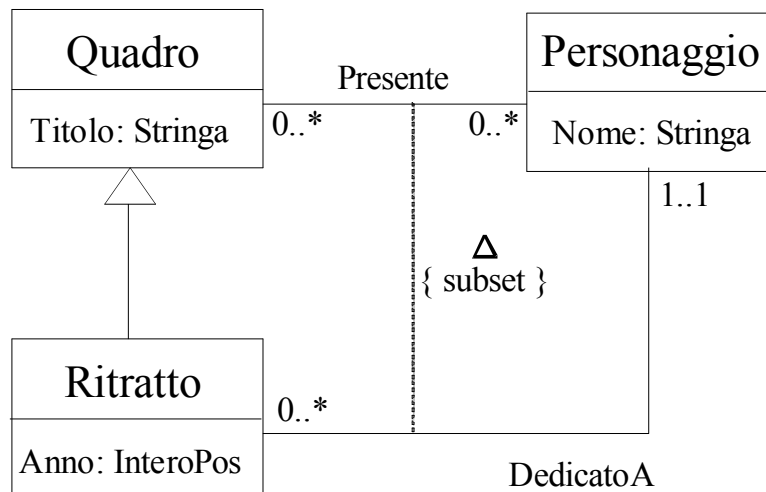 Quadro
Titolo: Stringa
Presente
0..*
0..*
Personaggio
Nome: Stringa
1..1
{ subset }
Ritratto
Anno: InteroPos
0..*
DedicatoA